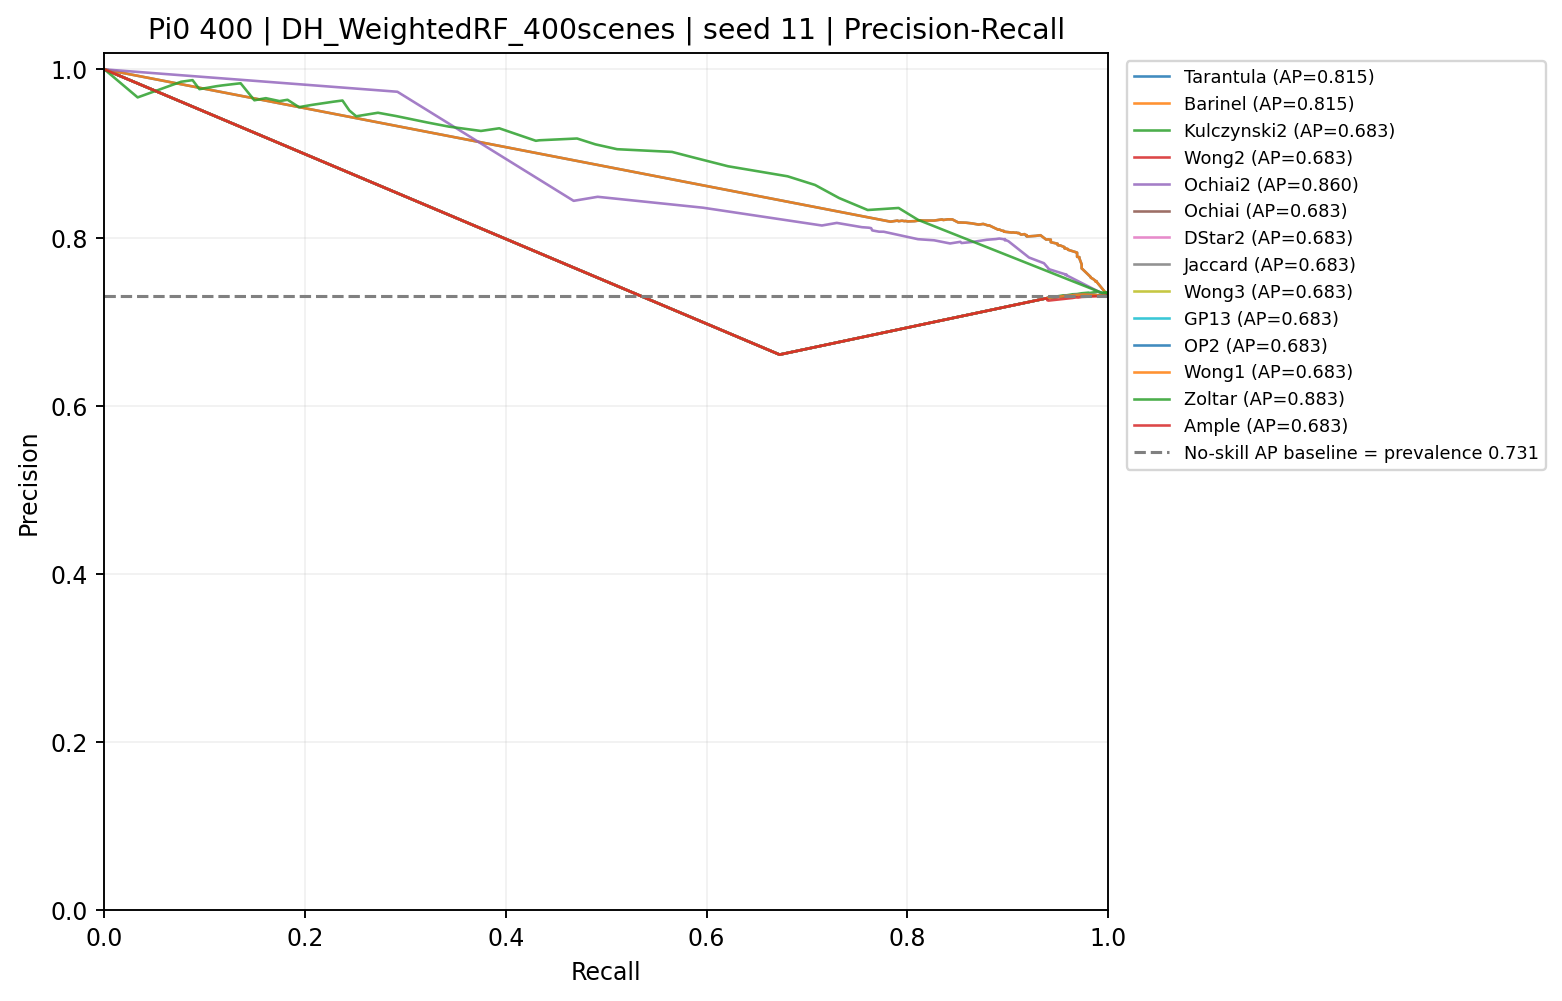 Pi0 400 | DH_WeightedRF_400scenes | seed 11 | Precision-Recall
1.0
0.8
0.6
0.4
0.2
0.0
Precision
0.0 0.2 0.4 0.6 0.8 1.0
Recall
Tarantula (AP=0.815)
Barinel (AP=0.815)
Kulczynski2 (AP=0.683)
Wong2 (AP=0.683)
Ochiai2 (AP=0.860)
Ochiai (AP=0.683)
DStar2 (AP=0.683)
Jaccard (AP=0.683)
Wong3 (AP=0.683)
GP13 (AP=0.683)
OP2 (AP=0.683)
Wong1 (AP=0.683)
Zoltar (AP=0.883)
Ample (AP=0.683)
No-skill AP baseline = prevalence 0.731